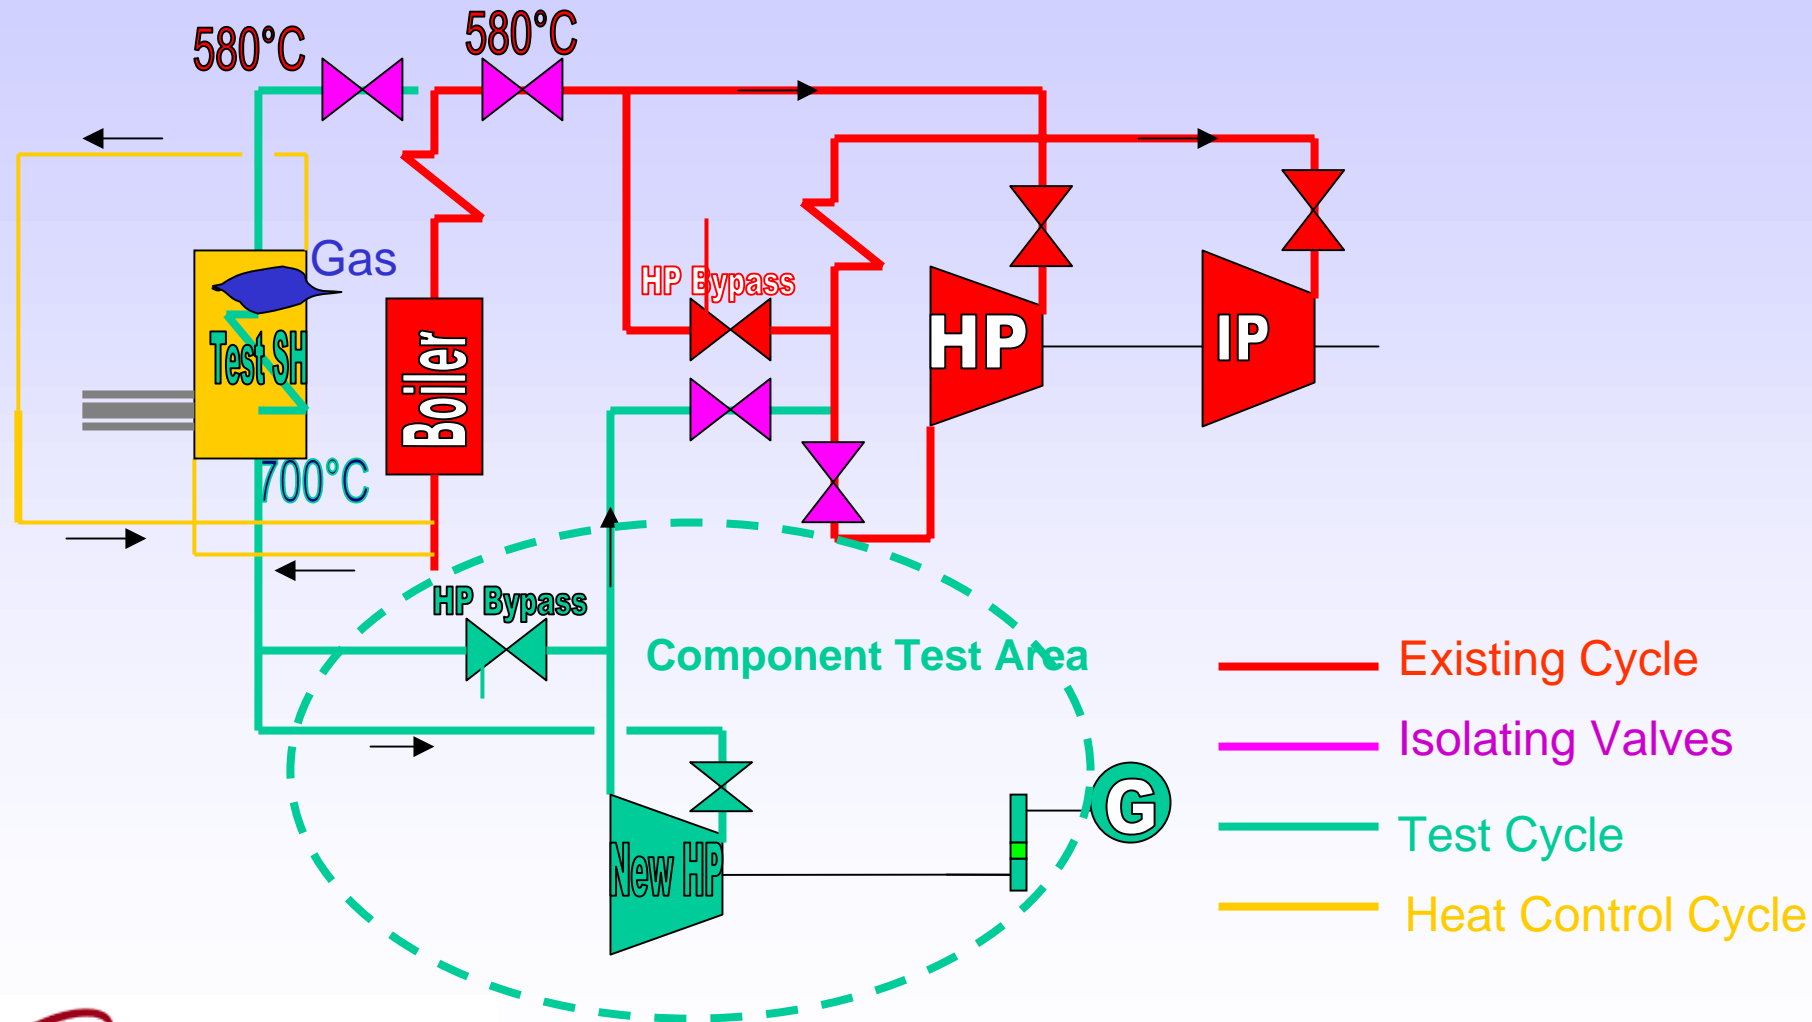 580°C
580°C
Gas
HP Bypass
Test SH
Boiler
HP
IP
700°C
HP Bypass
Component Test Area
New HP
G
Existing Cycle
Isolating Valves
Test Cycle
Heat Control Cycle